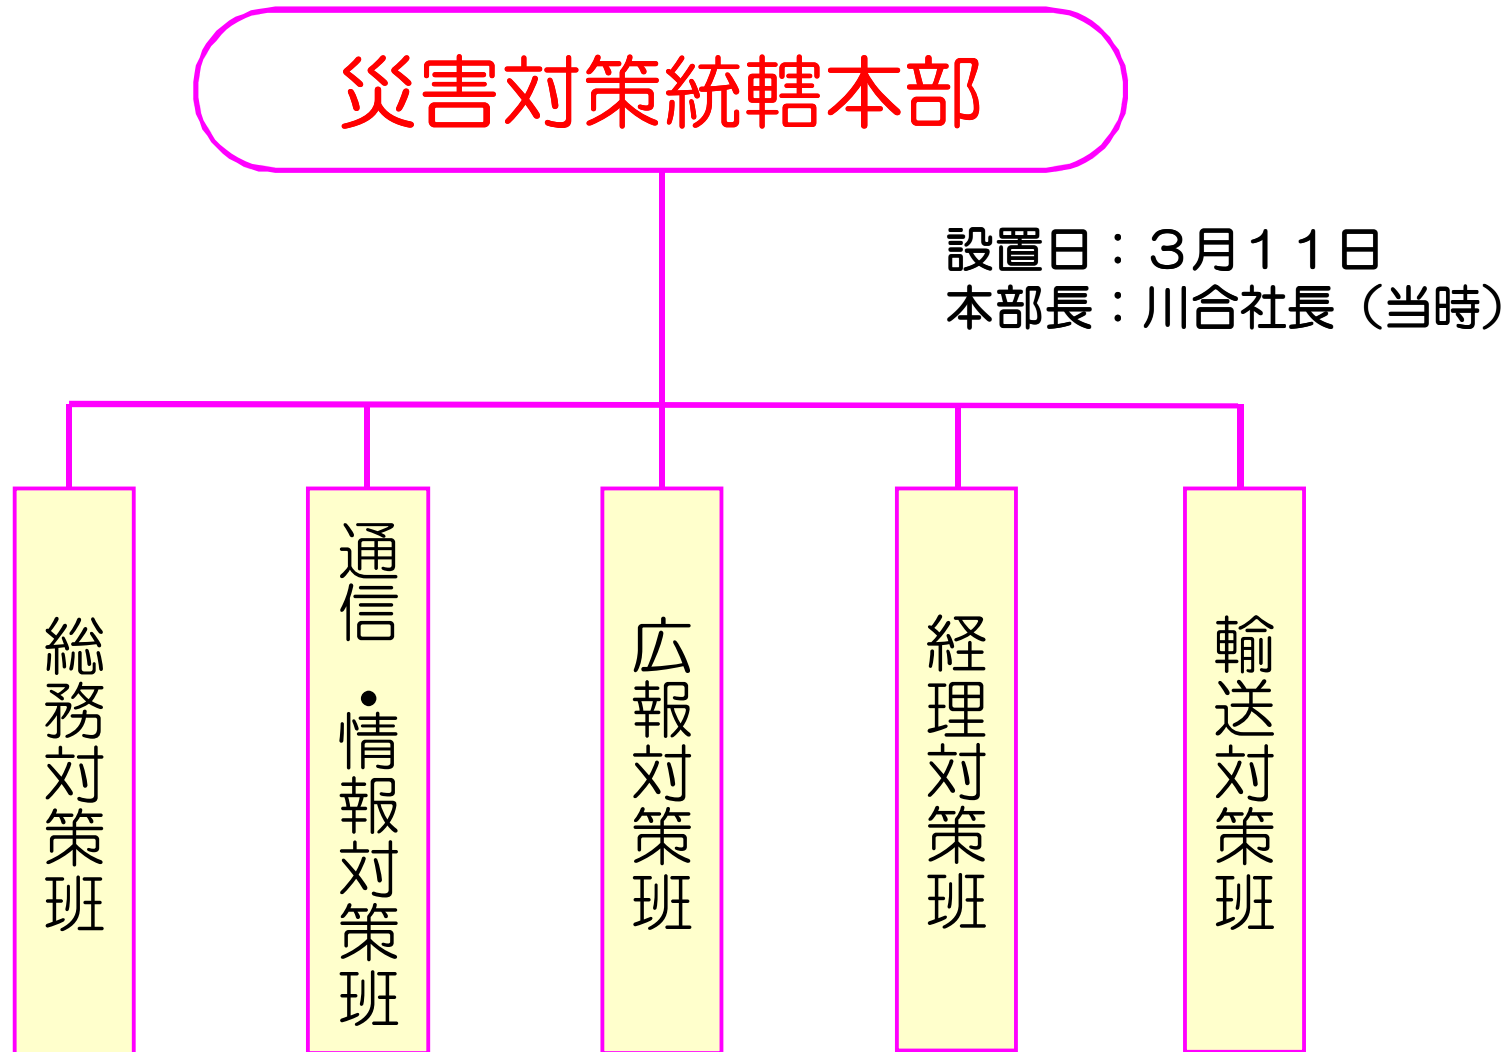 災害対策統轄本部
設置日：３月１１日
本部長：川合社長（当時）
総務対策班
通信・情報対策班
広報対策班
経理対策班
輸送対策班